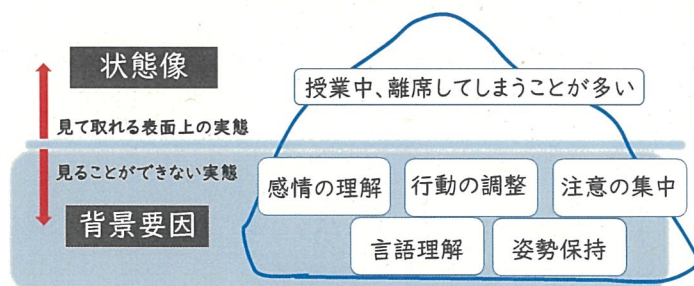 状態像
授業中、離席してしまうことが多い
見て取れる表面上の実態
見ることができない実態
感情の理解
行動の調整
注意の集中
背景要因
言語理解
姿勢保持